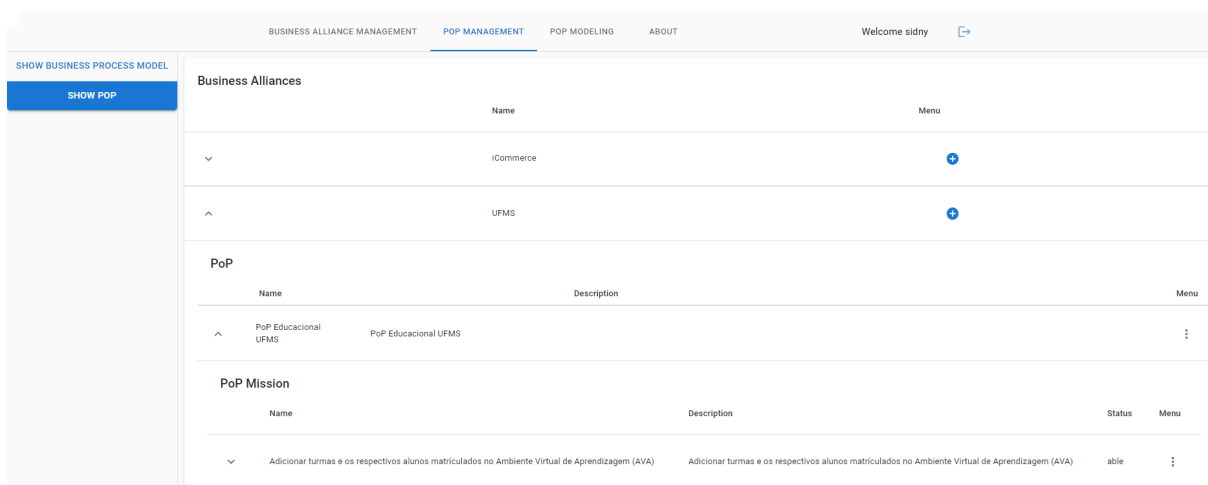 BUSINESS ALLIANCE MANAGEMENT POP MANAGEMENT POP MODELING ABOUT Welcome sidny
SHOW BUSINESS PROCESS MODEL
SHOW POP
Business Alliances
Name Menu
iCommerce
UFMS
PoP
Name Description Menu
PoP Educacional
UFMS
PoP Educacional UFMS
PoP Mission
Name Description Status Menu
Adicionar turmas e os respectivos alunos matrículados no Ambiente Virtual de Aprendizagem (AVA) Adicionar turmas e os respectivos alunos matrículados no Ambiente Virtual de Aprendizagem (AVA) able